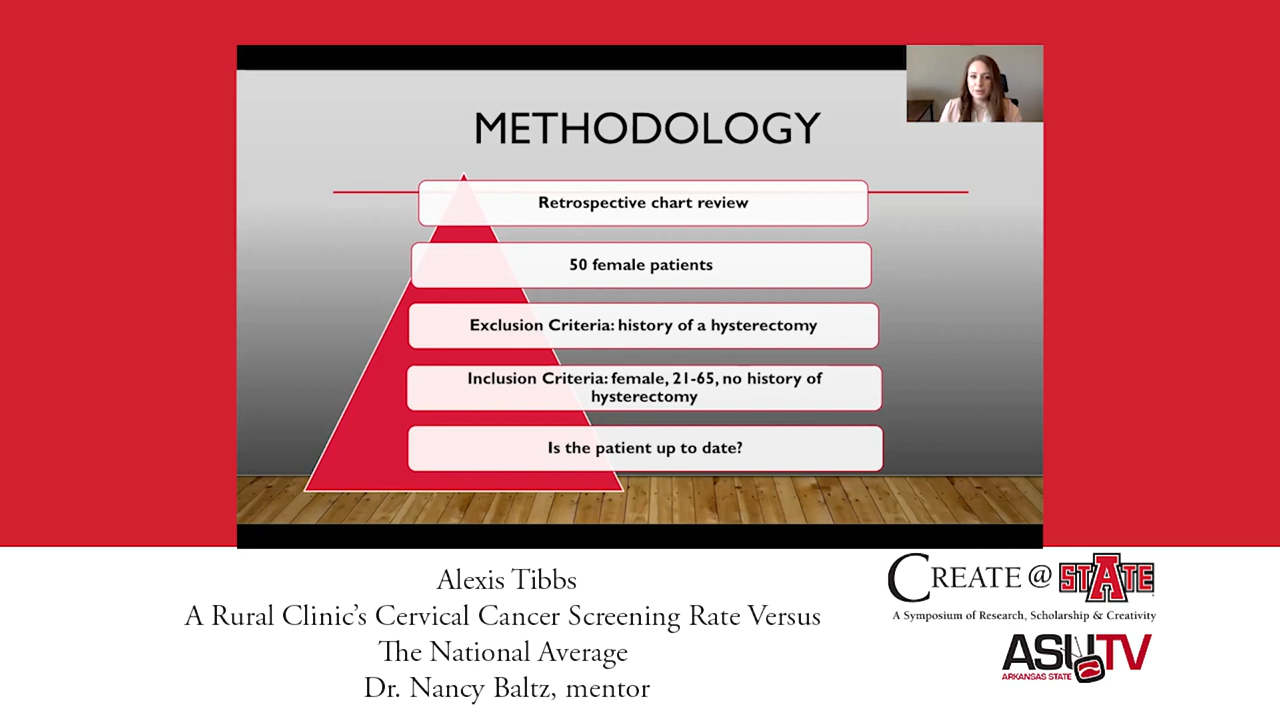 METHODOLOGY
Retrospective chart review
50 female patients
Exclusion Criteria: history of a hysterectomy
Inclusion Criteria: female, 21-65, no history of
hysterectomy
Is the patient up to date?
Alexis Tibbs
A Rural Clinic’s Cervical Cancer Screening Rate Versus
The National Average
Dr. Nancy Baltz, mentor
CREATE @ STATE
A Symposium of Research, Scholarship & Creativity
ASU TV
ARKANSAS STATE